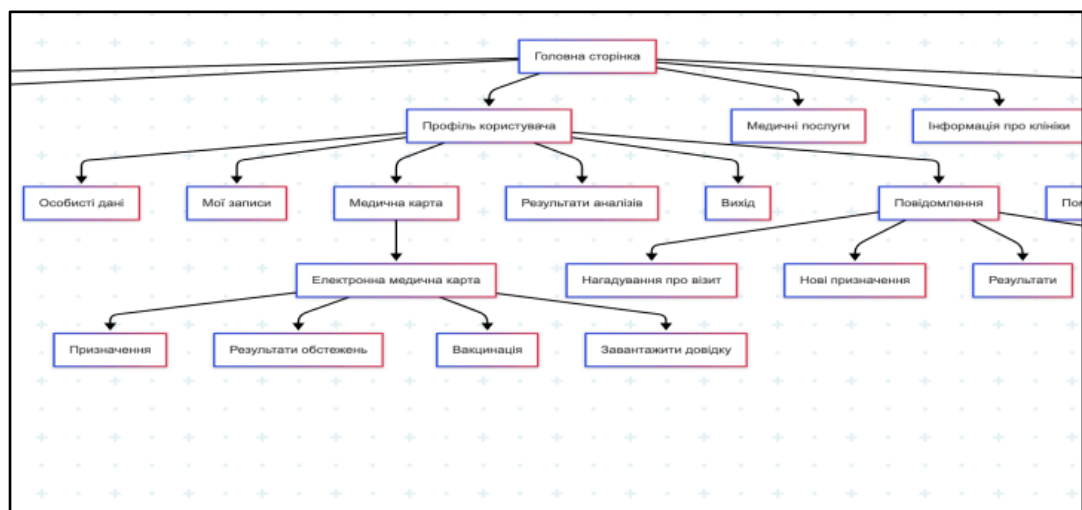 Головна сторінка
Профіль користувача
Медичні послуги
Інформація про клініки
Особисті дані
Мої записи
Медична карта
Результати аналізів
Вихід
Повідомлення
Електронна медична карта
Нагадування про візит
Нові призначення
Результати
Призначення
Результати обстежень
Вакцинація
Завантажити довідку